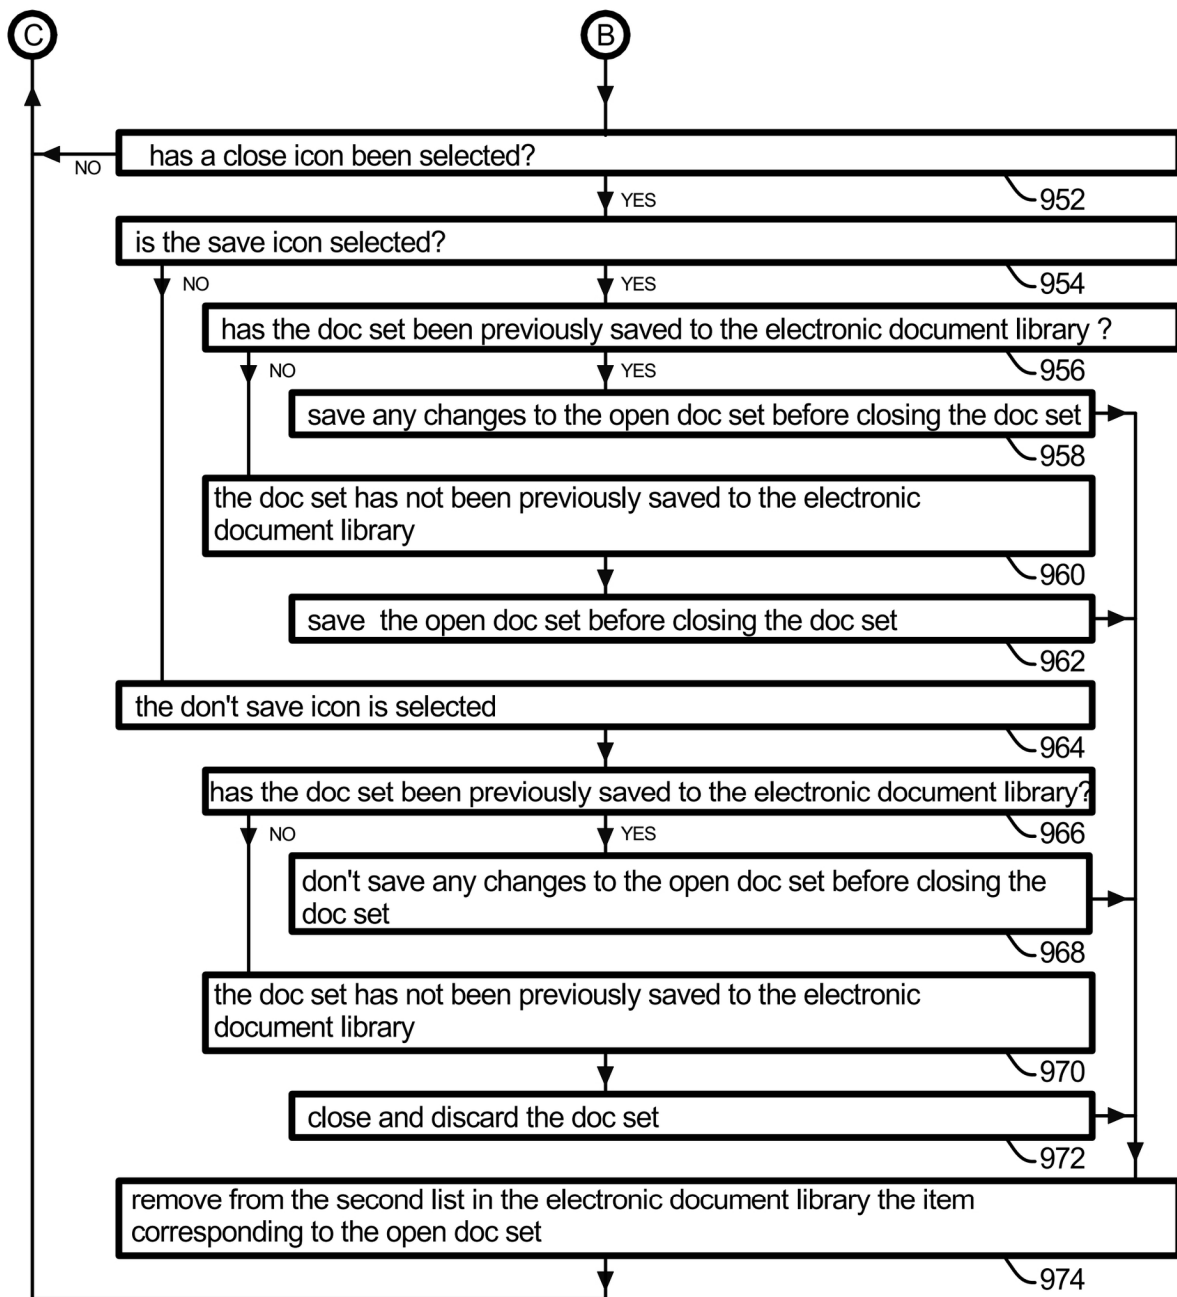 C
B
has a close icon been selected?
NO
952
YES
is the save icon selected?
954
NO
YES
has the doc set been previously saved to the electronic document library ?
956
NO
YES
save any changes to the open doc set before closing the doc set
958
the doc set has not been previously saved to the electronic
document library
960
save the open doc set before closing the doc set
962
the don't save icon is selected
964
has the doc set been previously saved to the electronic document library?
966
NO
YES
don't save any changes to the open doc set before closing the
doc set
968
the doc set has not been previously saved to the electronic
document library
970
close and discard the doc set
972
remove from the second list in the electronic document library the item
corresponding to the open doc set
974